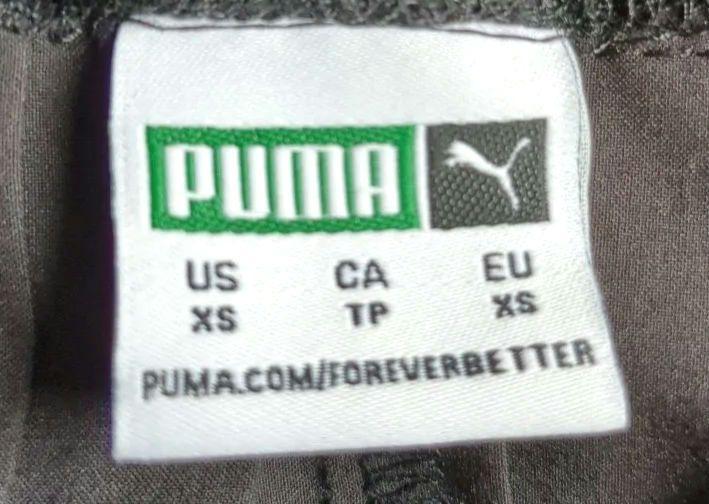 PUMA
US CA EU
XS TP XS
PUMA.COM/FOREVERBETTER